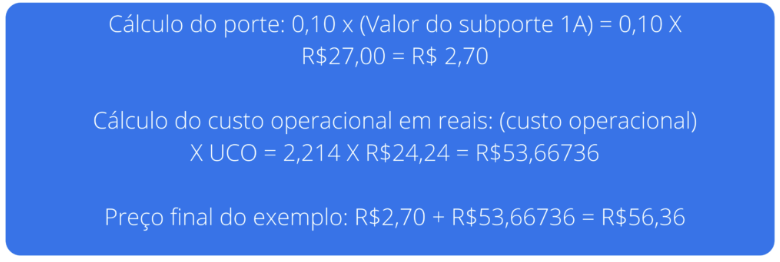 Cálculo do porte: 0,10 x (Valor do subporte 1A) = 0,10 X
R$27,00 = R$ 2,70
Cálculo do custo operacional em reais: (custo operacional)
X UCO = 2,214 X R$24,24 = R$53,66736
Preço final do exemplo: R$2,70 + R$53,66736 = R$56,36